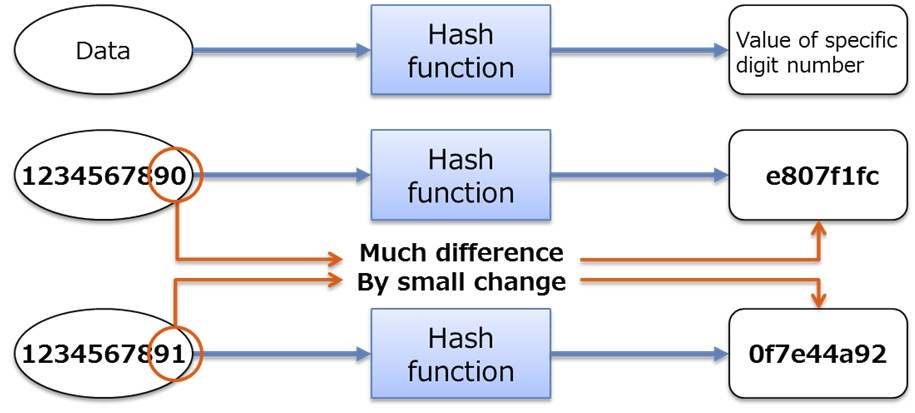 Data
Hash
function
Value of specific
digit number
1234567890
Hash
function
e807f1fc
Much difference
By small change
1234567891
Hash
function
0f7e44a92